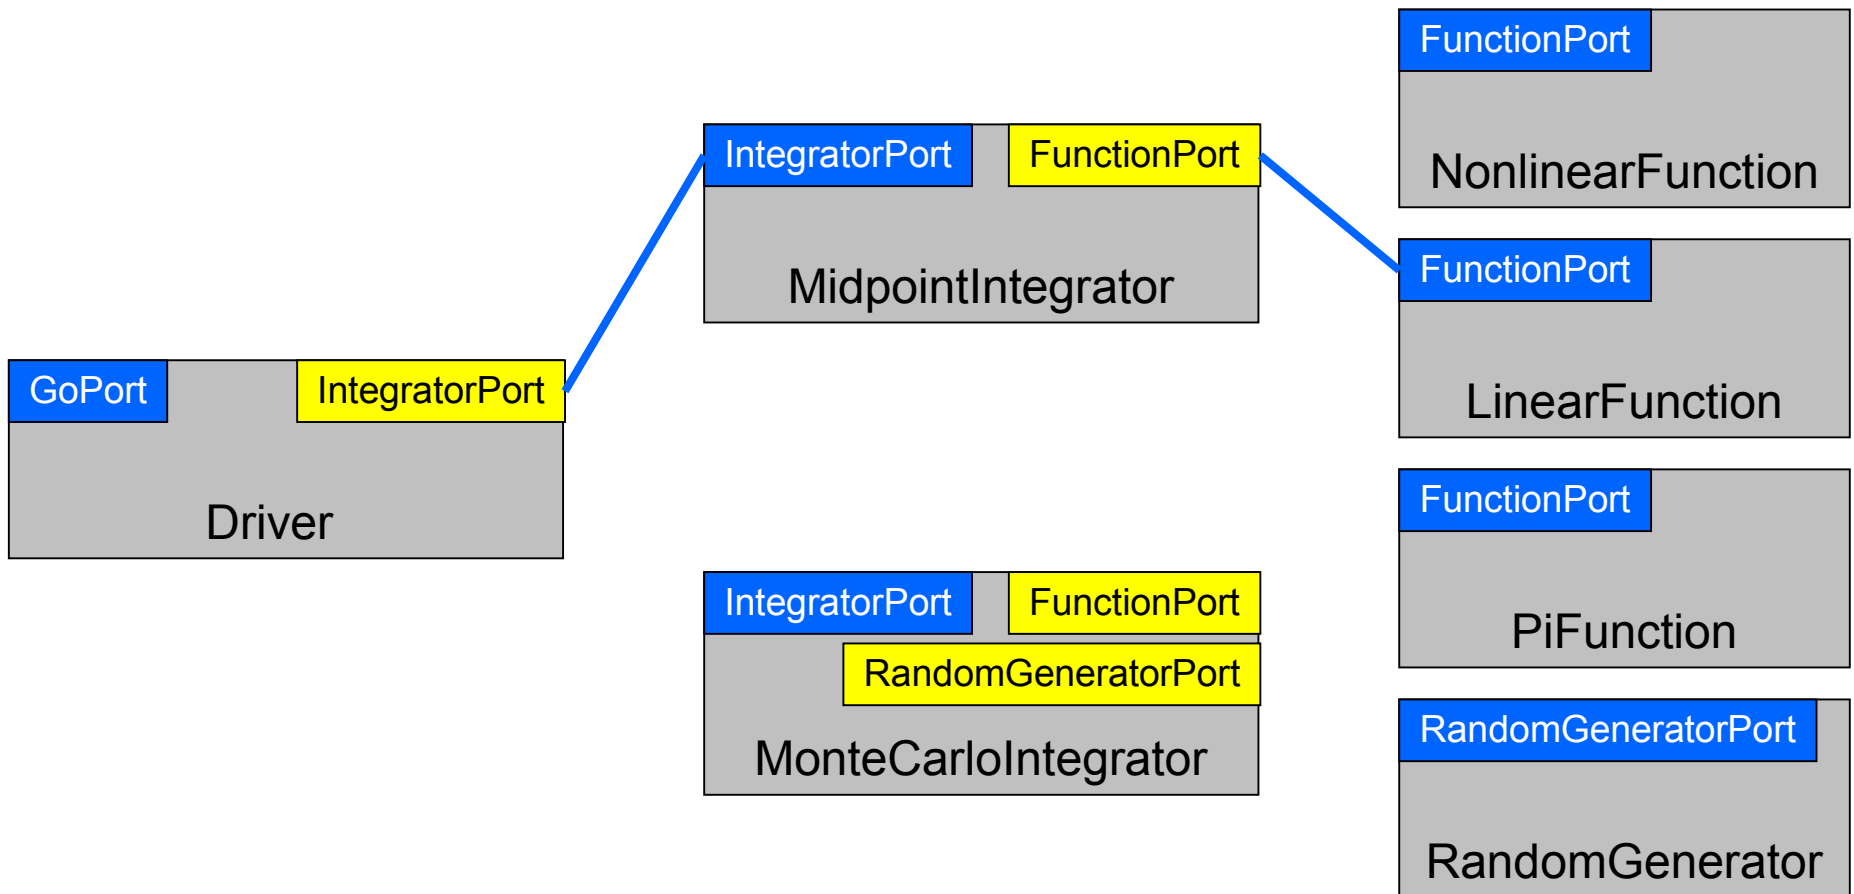 GoPort
IntegratorPort
Driver
IntegratorPort
FunctionPort
MidpointIntegrator
IntegratorPort
FunctionPort
RandomGeneratorPort
MonteCarloIntegrator
FunctionPort
NonlinearFunction
FunctionPort
LinearFunction
FunctionPort
PiFunction
RandomGeneratorPort
RandomGenerator